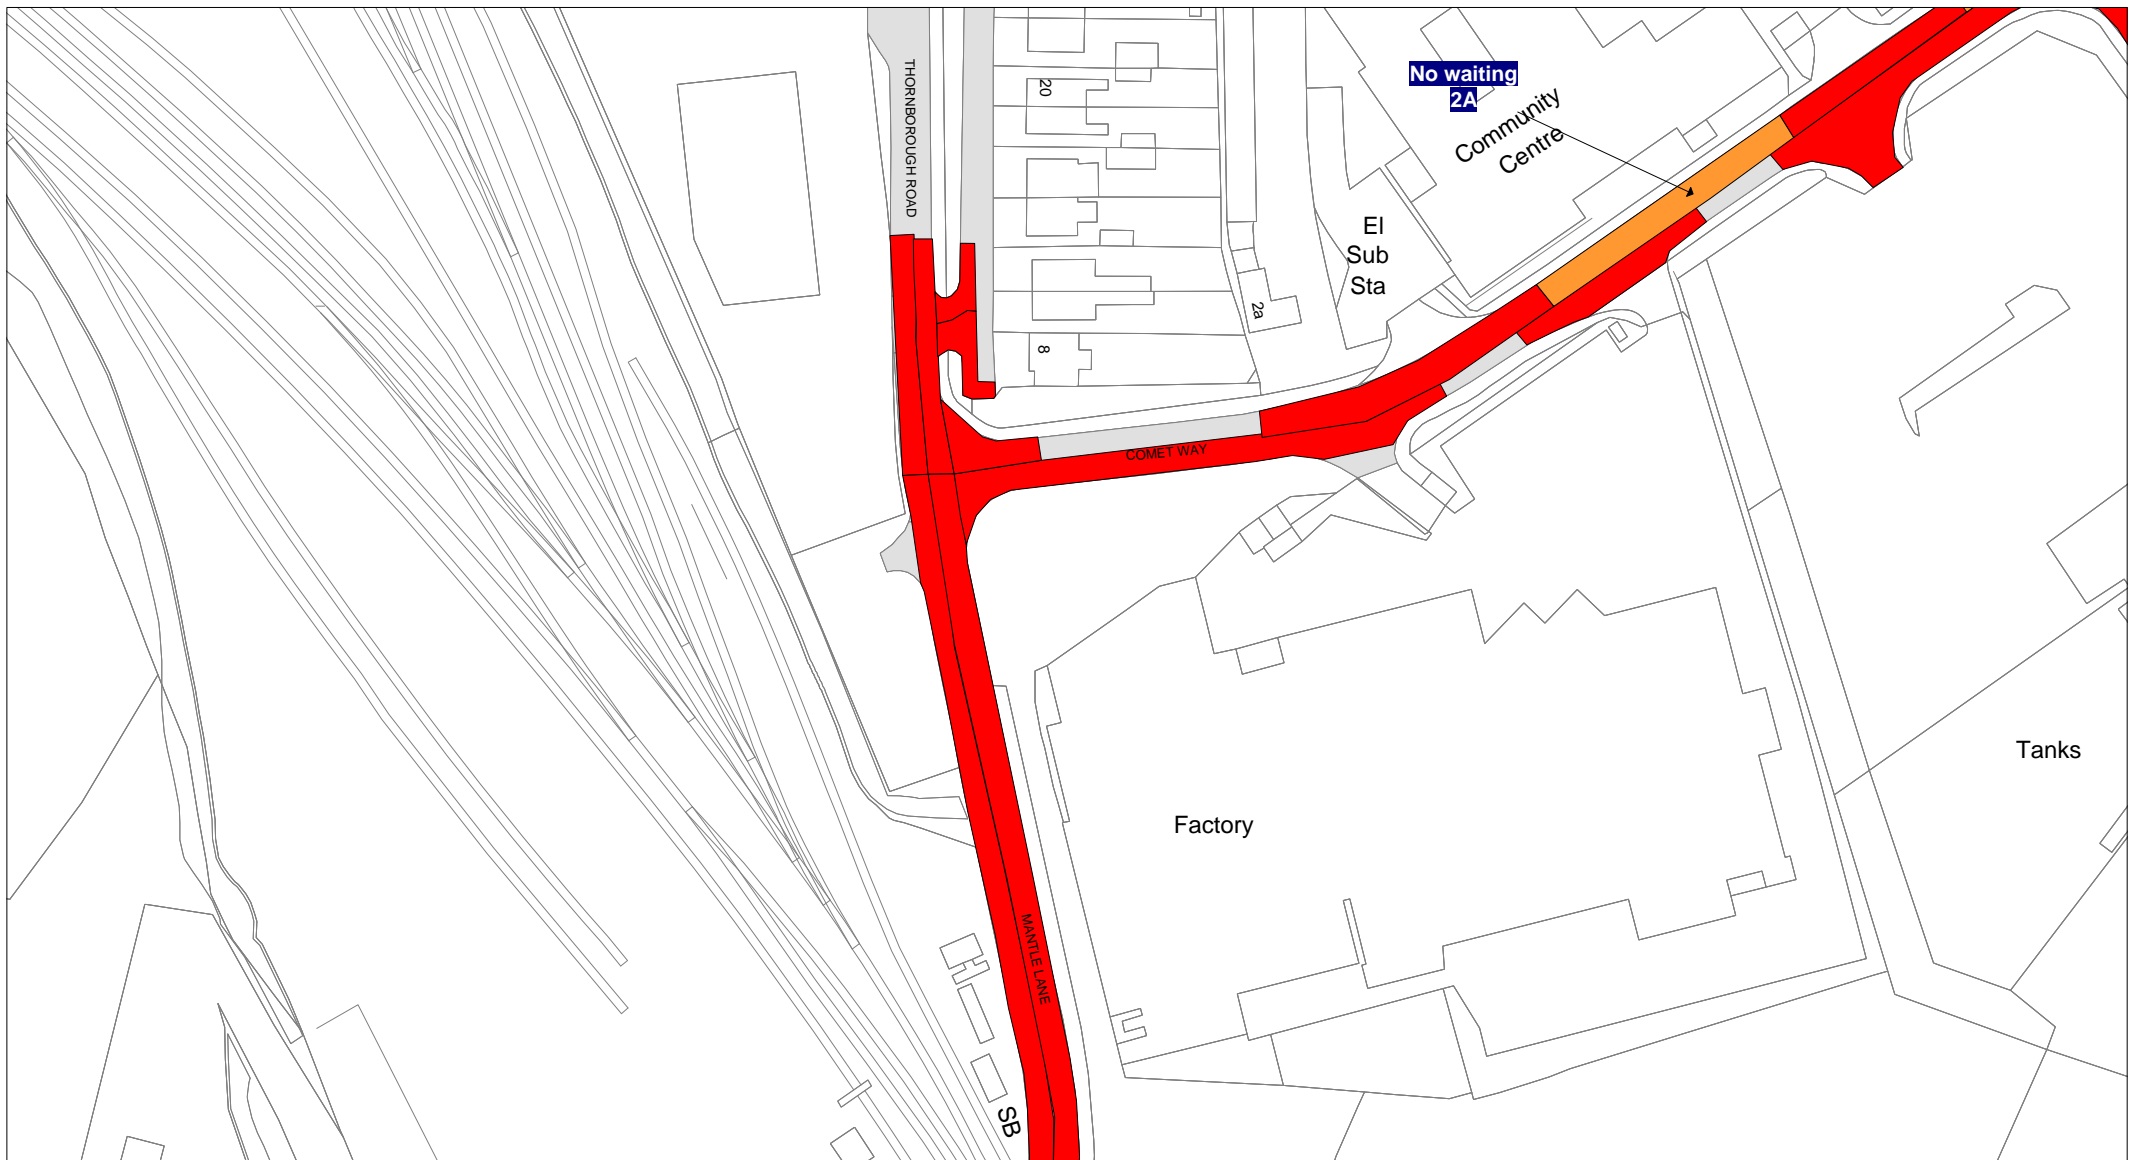 THORNBOROUGH ROAD
20
No waiting
2A
Community
Centre
El
Sub
Sta
2a
8
COMET WAY
Tanks
Factory
MANTLE LANE
SB